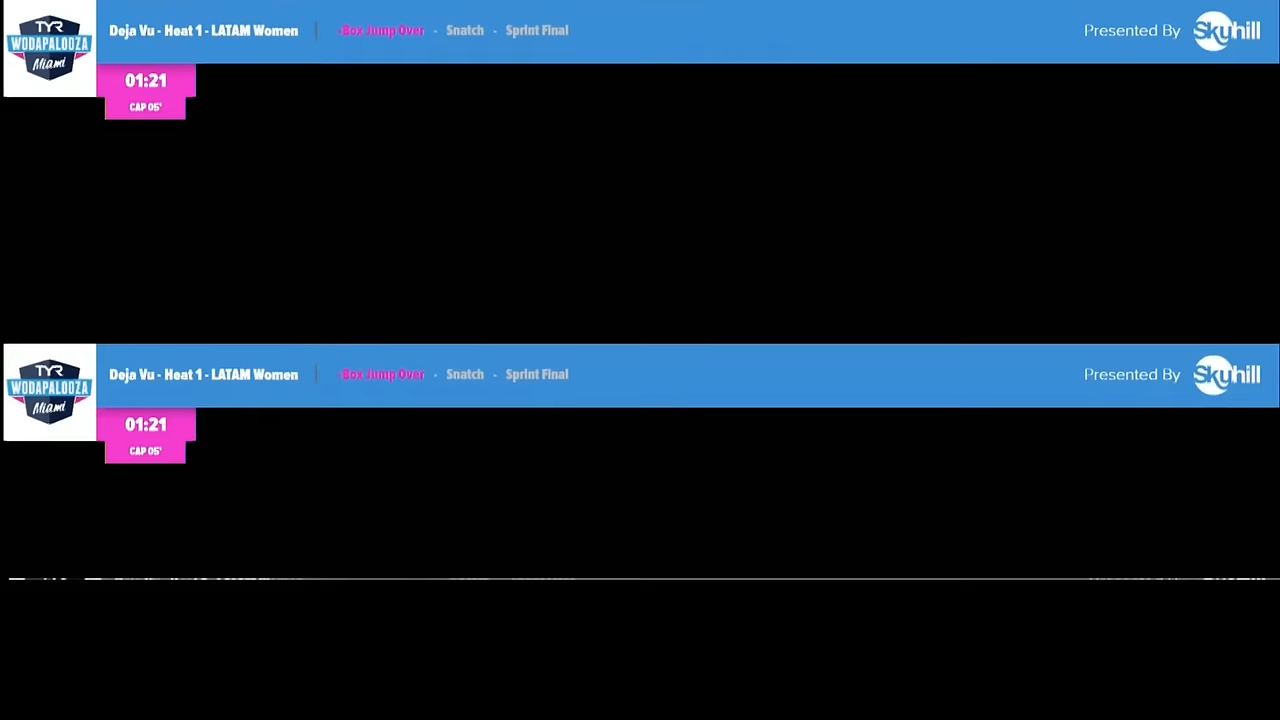 TYR
WODAPALOOZA
Miami
Deja Vu - Heat 1 - LATAM Women | Box Jump Over - Snatch - Sprint Final
Presented By Skyhill
01:21
CAP 05'
TYR
WODAPALOOZA
Miami
Deja Vu - Heat 1 - LATAM Women | Box Jump Over - Snatch - Sprint Final
Presented By Skyhill
01:21
CAP 05'